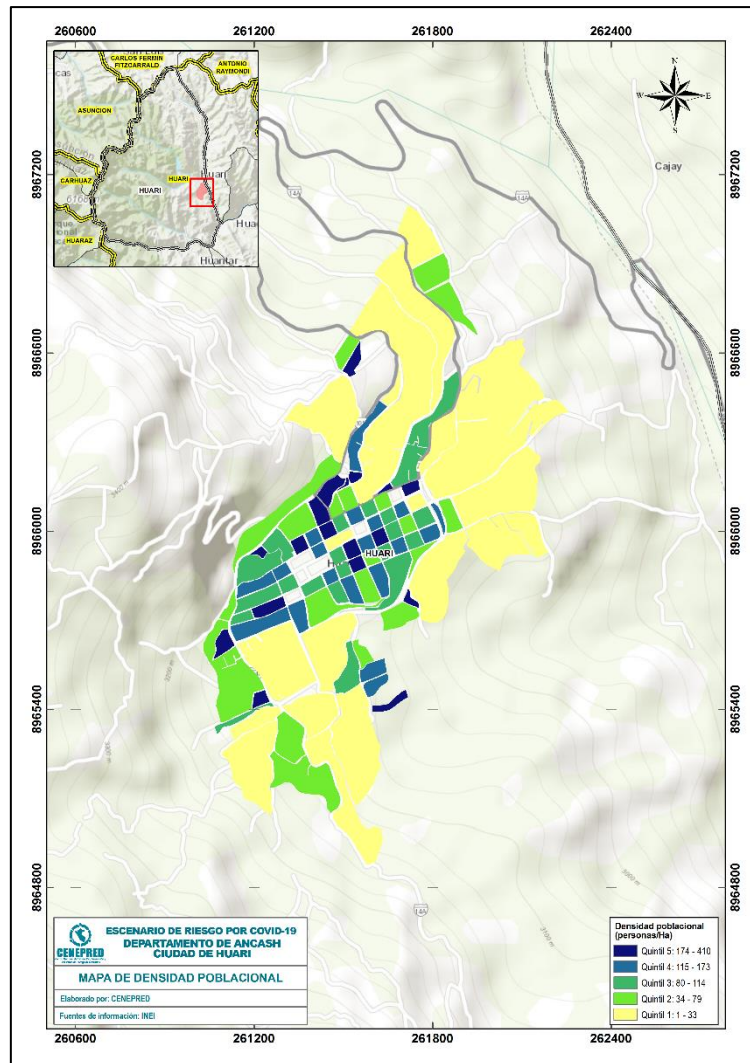 260600 261200 261800 262400
CARLOS FERMIN
FITZCARRALD
ANTONIO
RAYMONDI
ASUNCION
CARHUAZ
HUARI
HUARI
Huari
HUARAZ
Huantar
N
W E
S
Cajay
14A
14A
8967200 8967200
8966600 8966600
8966000 8966000
8965400 8965400
8964800 8964800
HUARI
3100 m
14A
CENEPRED
ESCENARIO DE RIESGO POR COVID-19
DEPARTAMENTO DE ANCASH
CIUDAD DE HUARI
MAPA DE DENSIDAD POBLACIONAL
Elaborado por: CENEPRED
Fuentes de información: INEI
Densidad poblacional
(personas/Ha)
Quintil 5: 174 - 410
Quintil 4: 115 - 173
Quintil 3: 80 - 114
Quintil 2: 34 - 79
Quintil 1: 1 - 33
260600 261200 261800 262400